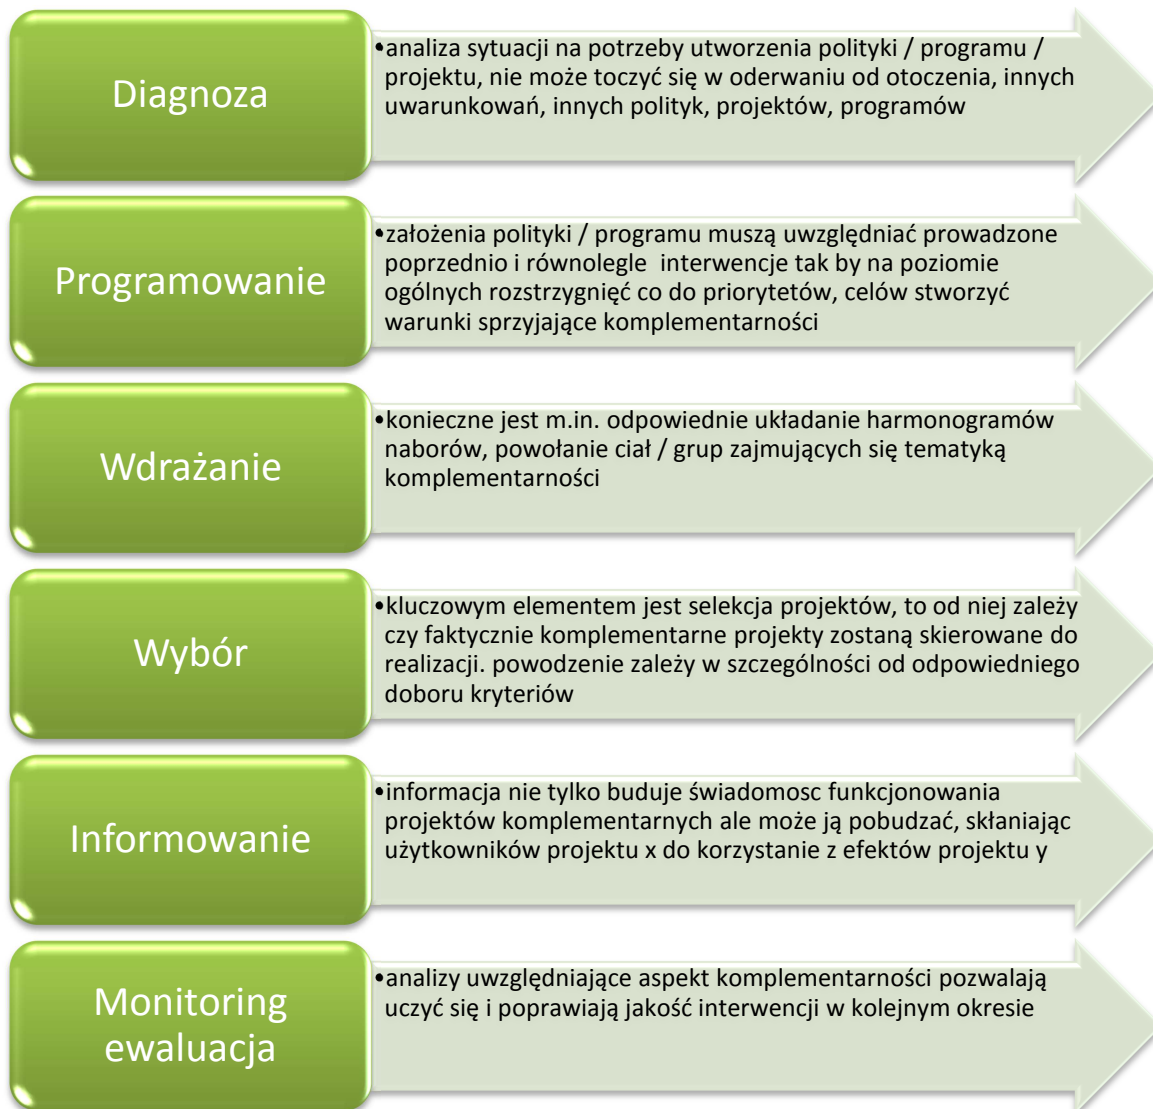 Diagnoza
•analiza sytuacji na potrzeby utworzenia polityki / programu /
projektu, nie może toczyć się w oderwaniu od otoczenia, innych
uwarunkowań, innych polityk, projektów, programów
Programowanie
•założenia polityki / programu muszą uwzględniać prowadzone
poprzednio i równolegle  interwencje tak by na poziomie
ogólnych rozstrzygnięć co do priorytetów, celów stworzyć
warunki sprzyjające komplementarności
Wdrażanie
•konieczne jest m.in. odpowiednie układanie harmonogramów
naborów, powołanie ciał / grup zajmujących się tematyką
komplementarności
Wybór
•kluczowym elementem jest selekcja projektów, to od niej zależy
czy faktycznie komplementarne projekty zostaną skierowane do
realizacji. powodzenie zależy w szczególności od odpowiedniego
doboru kryteriów
Informowanie
•informacja nie tylko buduje świadomosc funkcjonowania
projektów komplementarnych ale może ją pobudzać, skłaniając
użytkowników projektu x do korzystanie z efektów projektu y
Monitoring
ewaluacja
•analizy uwzględniające aspekt komplementarności pozwalają
uczyć się i poprawiają jakość interwencji w kolejnym okresie